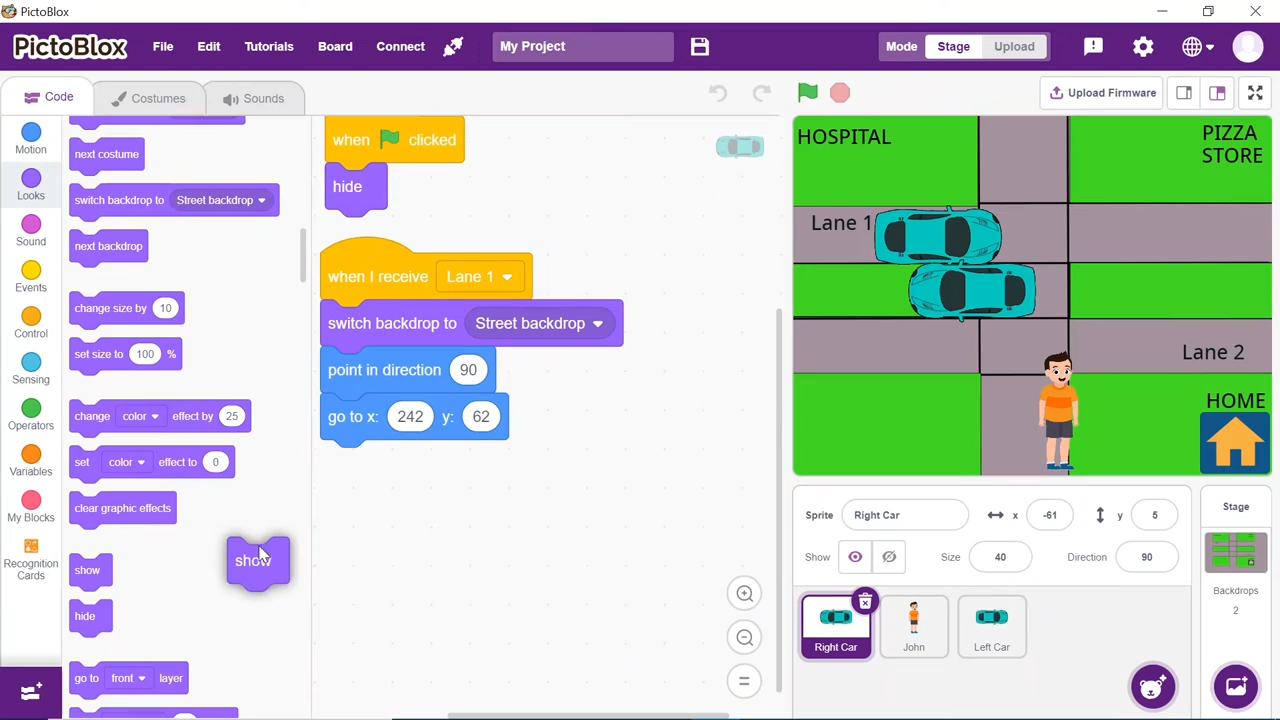 PictoBlox
PictoBlox File Edit Tutorials Board Connect My Project Mode Stage Upload
Code Costumes Sounds Upload Firmware
Motion
Looks
Sound
Events
Control
Sensing
Operators
Variables
My Blocks
Recognition
Cards
next costume
switch backdrop to Street backdrop
next backdrop
change size by 10
set size to 100 %
change color effect by 25
set color effect to 0
clear graphic effects
show
hide
go to front layer
show
when clicked
hide
when I receive Lane 1
switch backdrop to Street backdrop
point in direction 90
go to x: 242 y: 62
HOSPITAL
PIZZA
STORE
Lane 1
Lane 2
HOME
Sprite Right Car x -61 y 5
Show Size 40 Direction 90
Right Car John Left Car
Stage
Backdrops
2